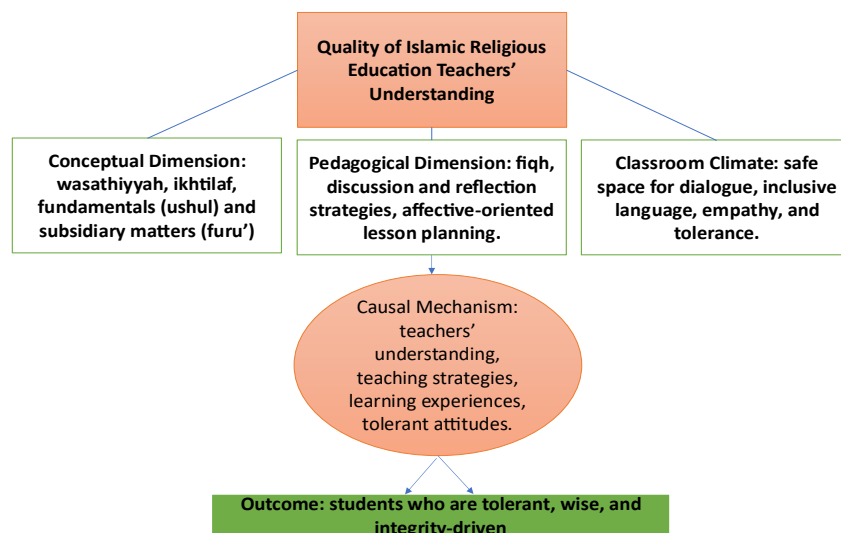 Quality of Islamic Religious
Education Teachers’
Understanding
Conceptual Dimension:
wasathiyyah, ikhtilaf,
fundamentals (ushul) and
subsidiary matters (furu’)
Pedagogical Dimension: fiqh,
discussion and reflection
strategies, affective-oriented
lesson planning.
Classroom Climate: safe
space for dialogue, inclusive
language, empathy, and
tolerance.
Causal Mechanism:
teachers’
understanding,
teaching strategies,
learning experiences,
tolerant attitudes.
Outcome: students who are tolerant, wise, and
integrity-driven